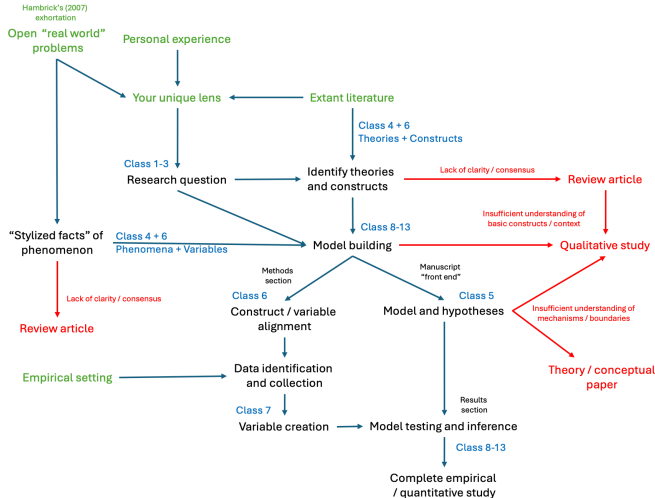 Hambrick's (2007)
exhortation
Open “real world”
problems
Personal experience
Your unique lens
Extant literature
Class 4 + 6
Theories + Constructs
Class 1-3
Research question
Identify theories
and constructs
Lack of clarity / consensus
Review article
Insufficient understanding of
basic constructs / context
“Stylized facts” of
phenomenon
Class 4 + 6
Phenomena + Variables
Class 8-13
Model building
Qualitative study
Methods
section
Manuscript
“front end”
Lack of clarity / consensus
Review article
Class 6
Construct / variable
alignment
Class 5
Model and hypotheses
Insufficient understanding of
mechanisms / boundaries
Theory / conceptual
paper
Empirical setting
Data identification
and collection
Class 7
Variable creation
Results
section
Model testing and inference
Class 8-13
Complete empirical
/ quantitative study